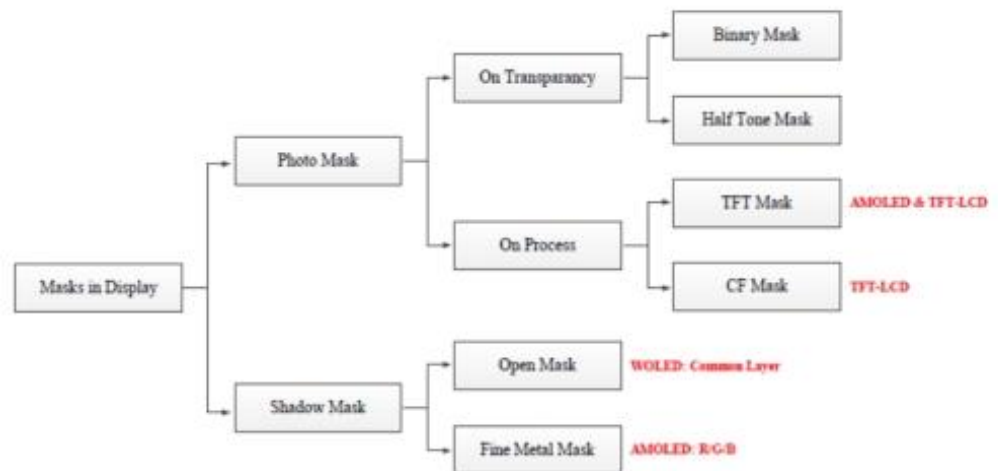 Binary Mask
On Transparancy
Half Tone Mask
Photo Mask
TFT Mask
AMOLED & TFT-LCD
On Process
CF Mask
TFT-LCD
Masks in Display
Open Mask
WOLED: Common Layer
Shadow Mask
Fine Metal Mask
AMOLED: R/G/B